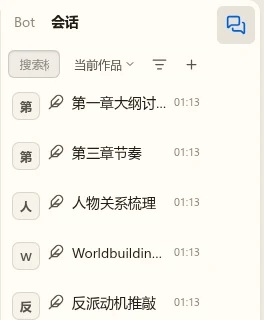 Bot 会话
搜索 当前作品
第 第一章大纲讨... 01:13
第 第三章节奏 01:13
人 人物关系梳理 01:13
W Worldbuildin... 01:13
反 反派动机推敲 01:13